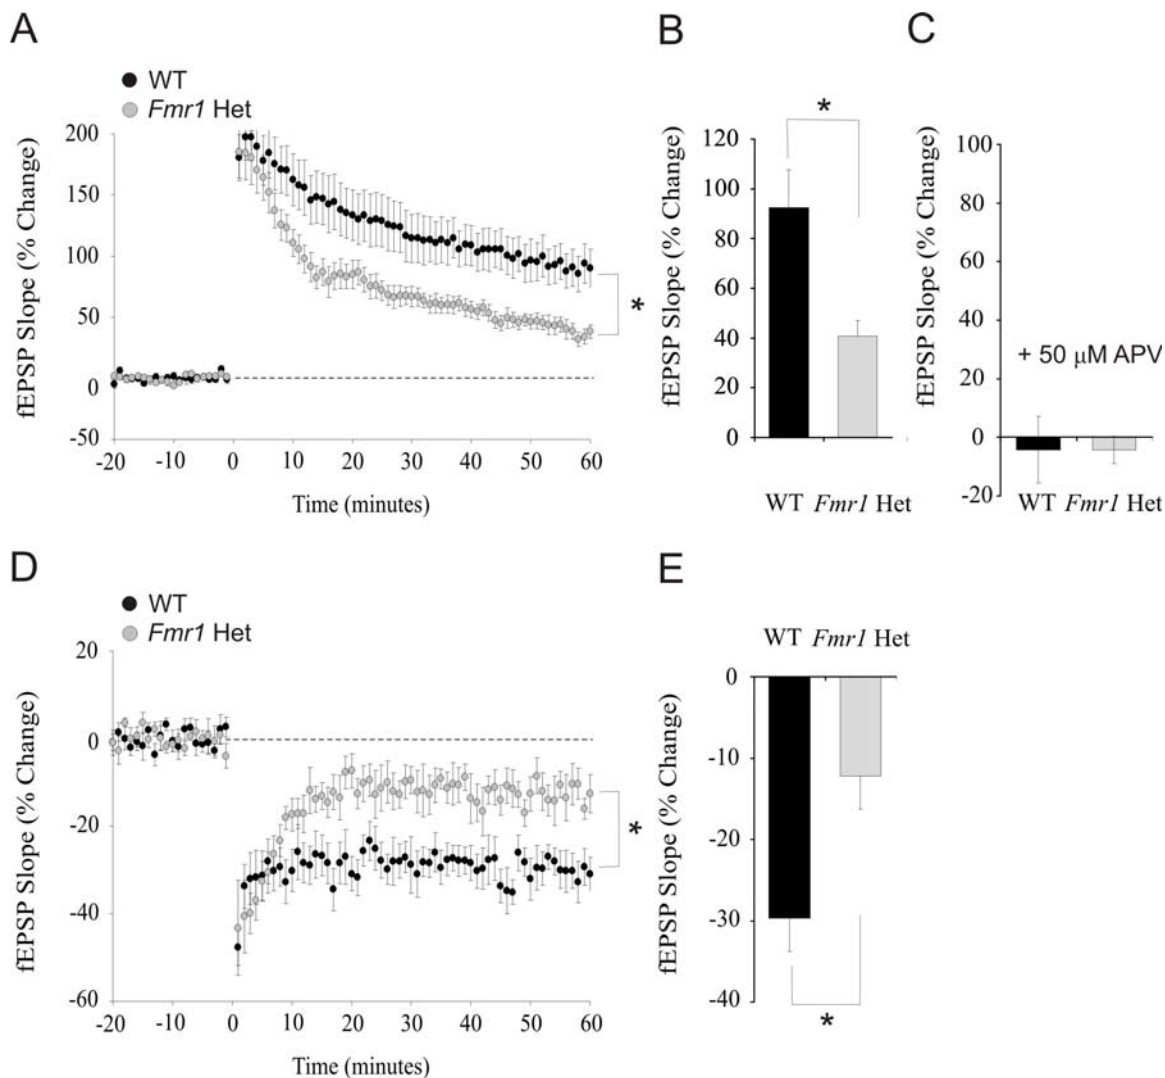 A
WT
Fmr1 Het
fEPSP Slope (% Change)
200
150
100
50
0
-50
-20
-10
0
10
20
30
40
50
60
Time (minutes)
*
B
*
fEPSP Slope (% Change)
120
100
80
60
40
20
0
WT Fmr1 Het
C
fEPSP Slope (% Change)
100
80
60
40
20
0
-20
+ 50 μM APV
WT Fmr1 Het
D
WT
Fmr1 Het
fEPSP Slope (% Change)
20
0
-20
-40
-60
-20
-10
0
10
20
30
40
50
60
Time (minutes)
*
E
WT Fmr1 Het
fEPSP Slope (% Change)
0
-10
-20
-30
-40
*